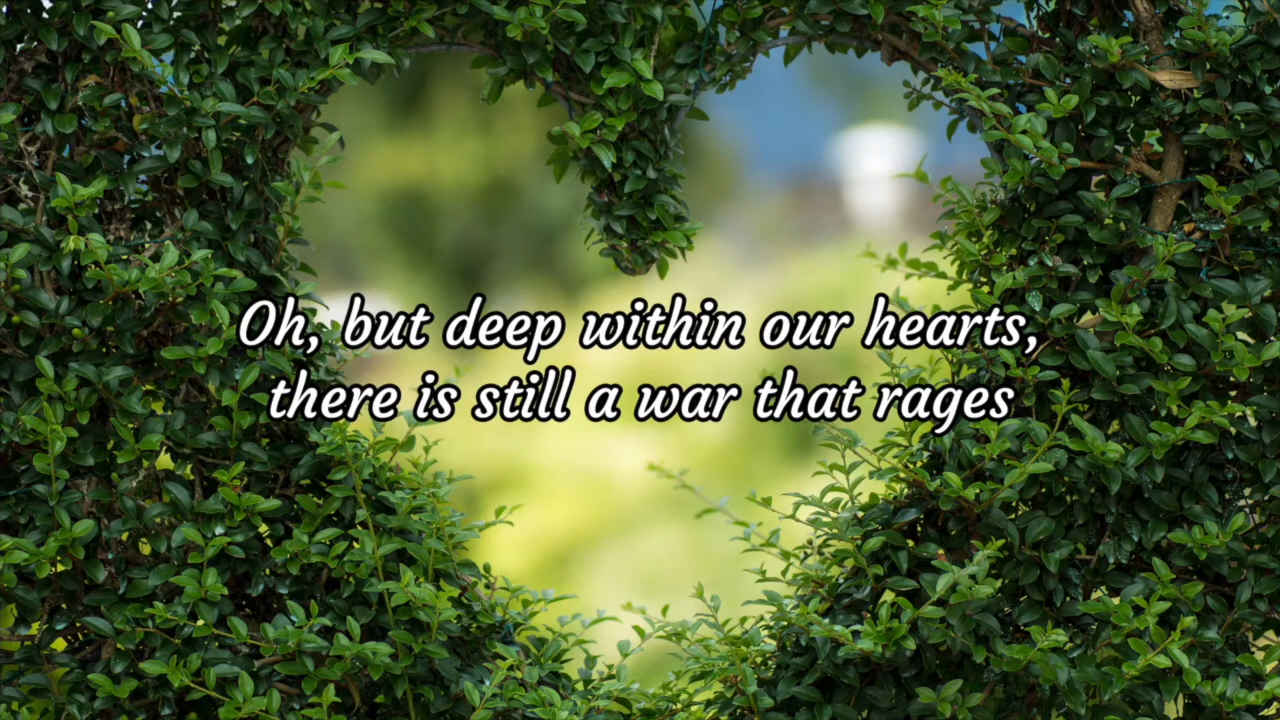 Oh, but deep within our hearts,
there is still a war that rages